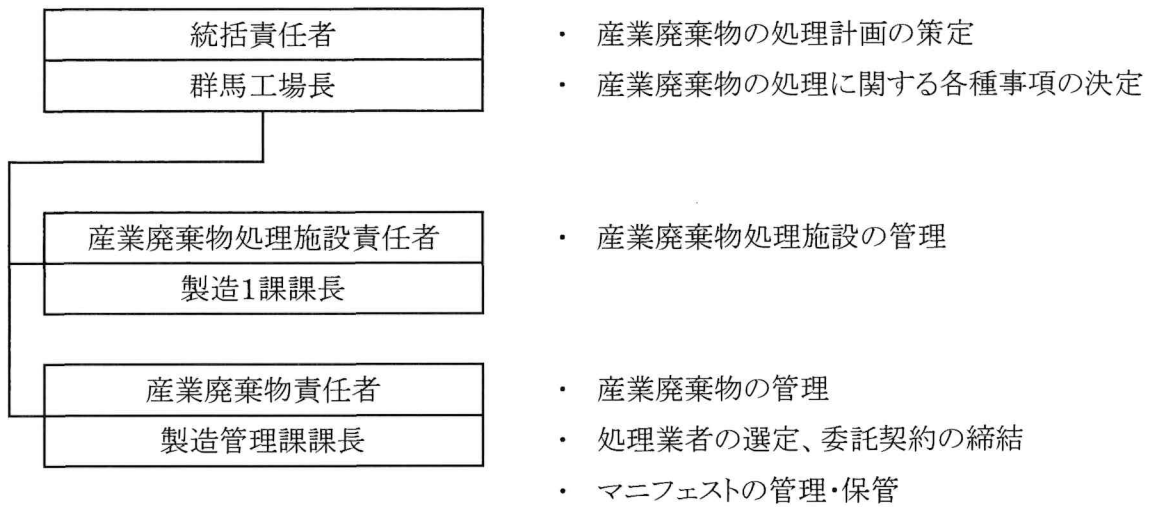 統括責任者
・ 産業廃棄物の処理計画の策定
群馬工場長
・ 産業廃棄物の処理に関する各種事項の決定
産業廃棄物処理施設責任者
・ 産業廃棄物処理施設の管理
製造1課課長
産業廃棄物責任者
・ 産業廃棄物の管理
製造管理課課長
・ 処理業者の選定、委託契約の締結
・ マニフェストの管理・保管